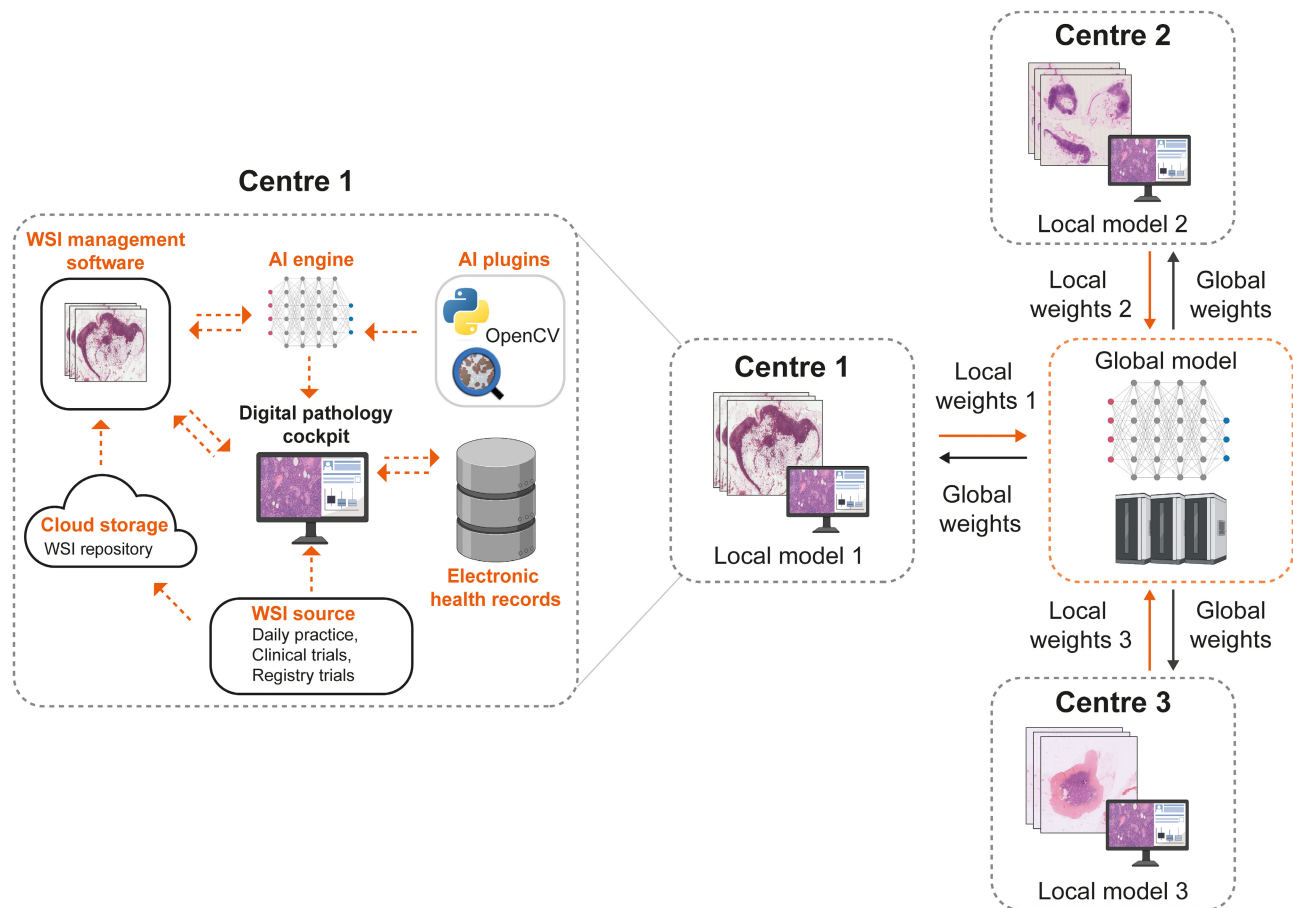 Centre 1
WSI management
software
AI engine
AI plugins
OpenCV
Digital pathology
cockpit
Cloud storage
WSI repository
Electronic
health records
WSI source
Daily practice,
Clinical trials,
Registry trials
Centre 1
Local model 1
Local
weights 1
Global
weights
Centre 2
Local model 2
Local
weights 2
Global
weights
Global model
Local
weights 3
Global
weights
Centre 3
Local model 3